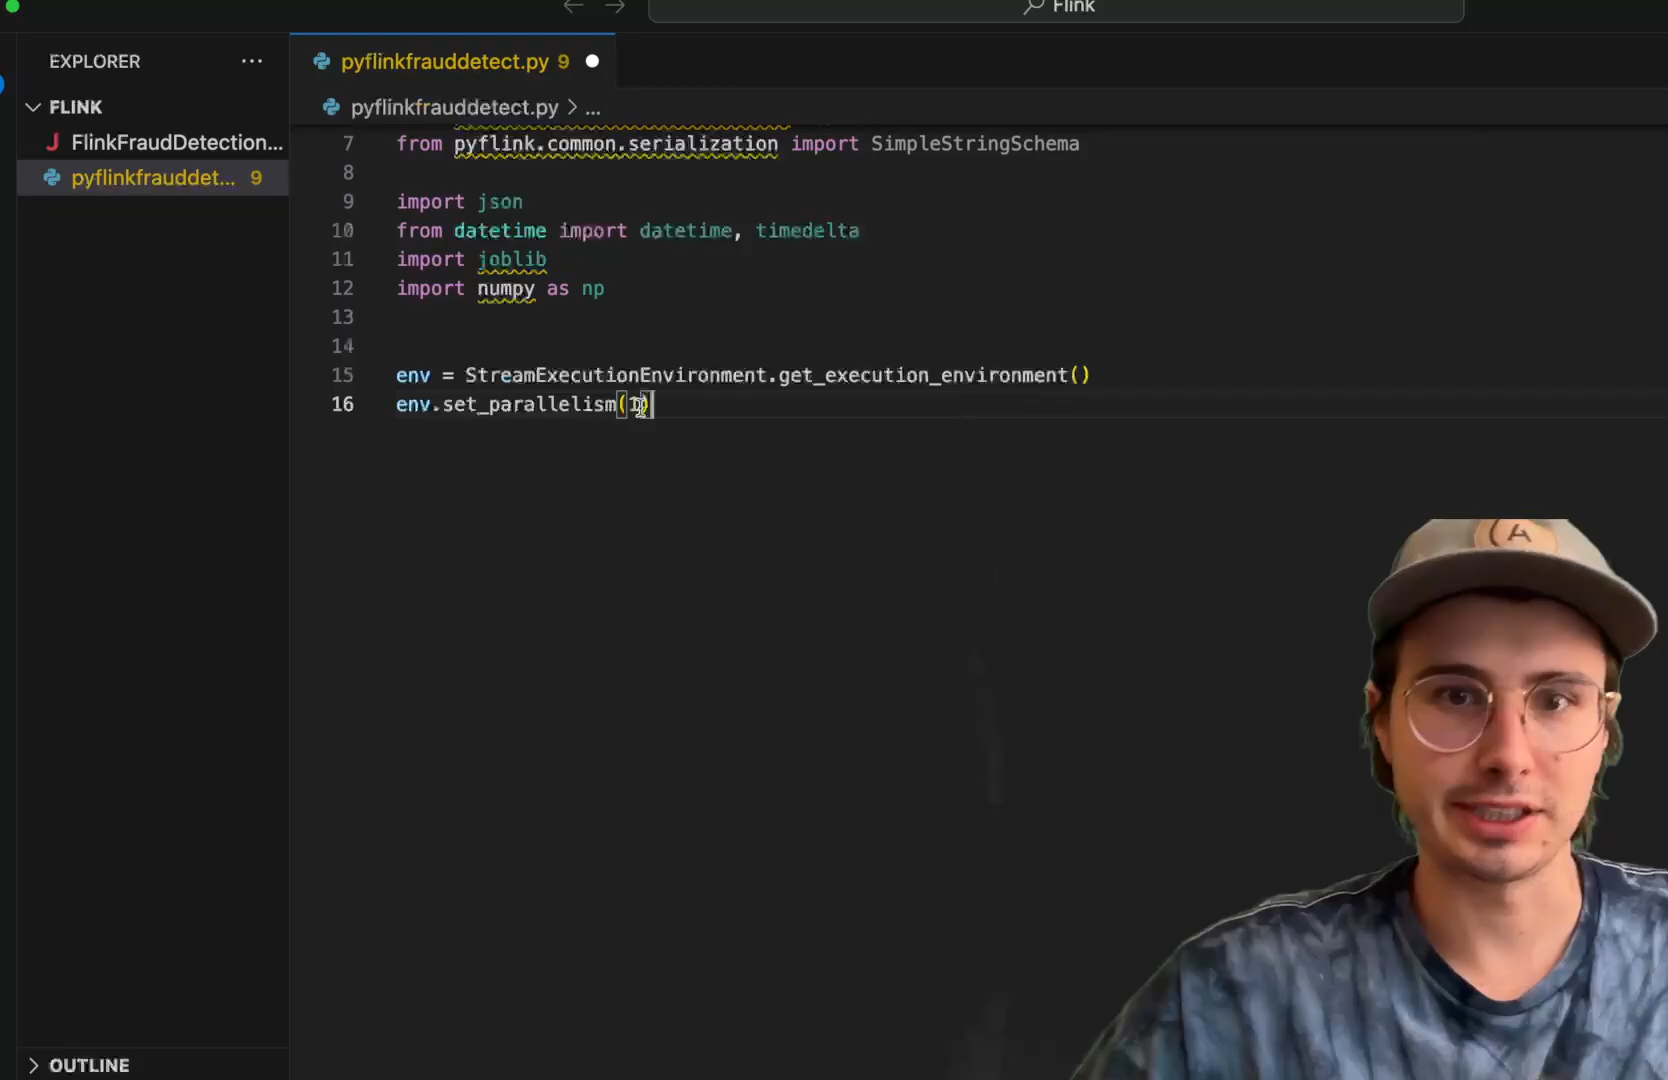 Flink
EXPLORER ...
FLINK
J FlinkFraudDetection...
pyflinkfrauddet... 9
pyflinkfrauddetect.py 9
pyflinkfrauddetect.py > ...
7 from pyflink.common.serialization import SimpleStringSchema
8
9 import json
10 from datetime import datetime, timedelta
11 import joblib
12 import numpy as np
13
14
15 env = StreamExecutionEnvironment.get_execution_environment()
16 env.set_parallelism(1)
OUTLINE
A